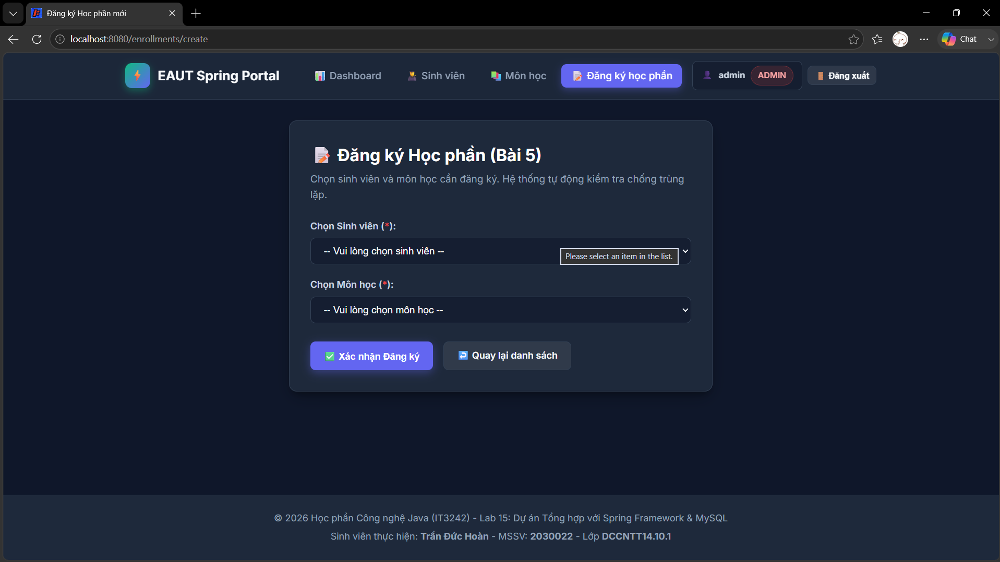 Đăng ký Học phần mới
localhost:8080/enrollments/create
Chat
EAUT Spring Portal
Dashboard
Sinh viên
Môn học
Đăng ký học phần
admin
ADMIN
Đăng xuất
Đăng ký Học phần (Bài 5)
Chọn sinh viên và môn học cần đăng ký. Hệ thống tự động kiểm tra chống trùng
lặp.
Chọn Sinh viên (*):
-- Vui lòng chọn sinh viên --
Please select an item in the list.
Chọn Môn học (*):
-- Vui lòng chọn môn học --
Xác nhận Đăng ký
Quay lại danh sách
© 2026 Học phần Công nghệ Java (IT3242) - Lab 15: Dự án Tổng hợp với Spring Framework & MySQL
Sinh viên thực hiện: Trần Đức Hoàn - MSSV: 2030022 - Lớp DCCNTT14.10.1